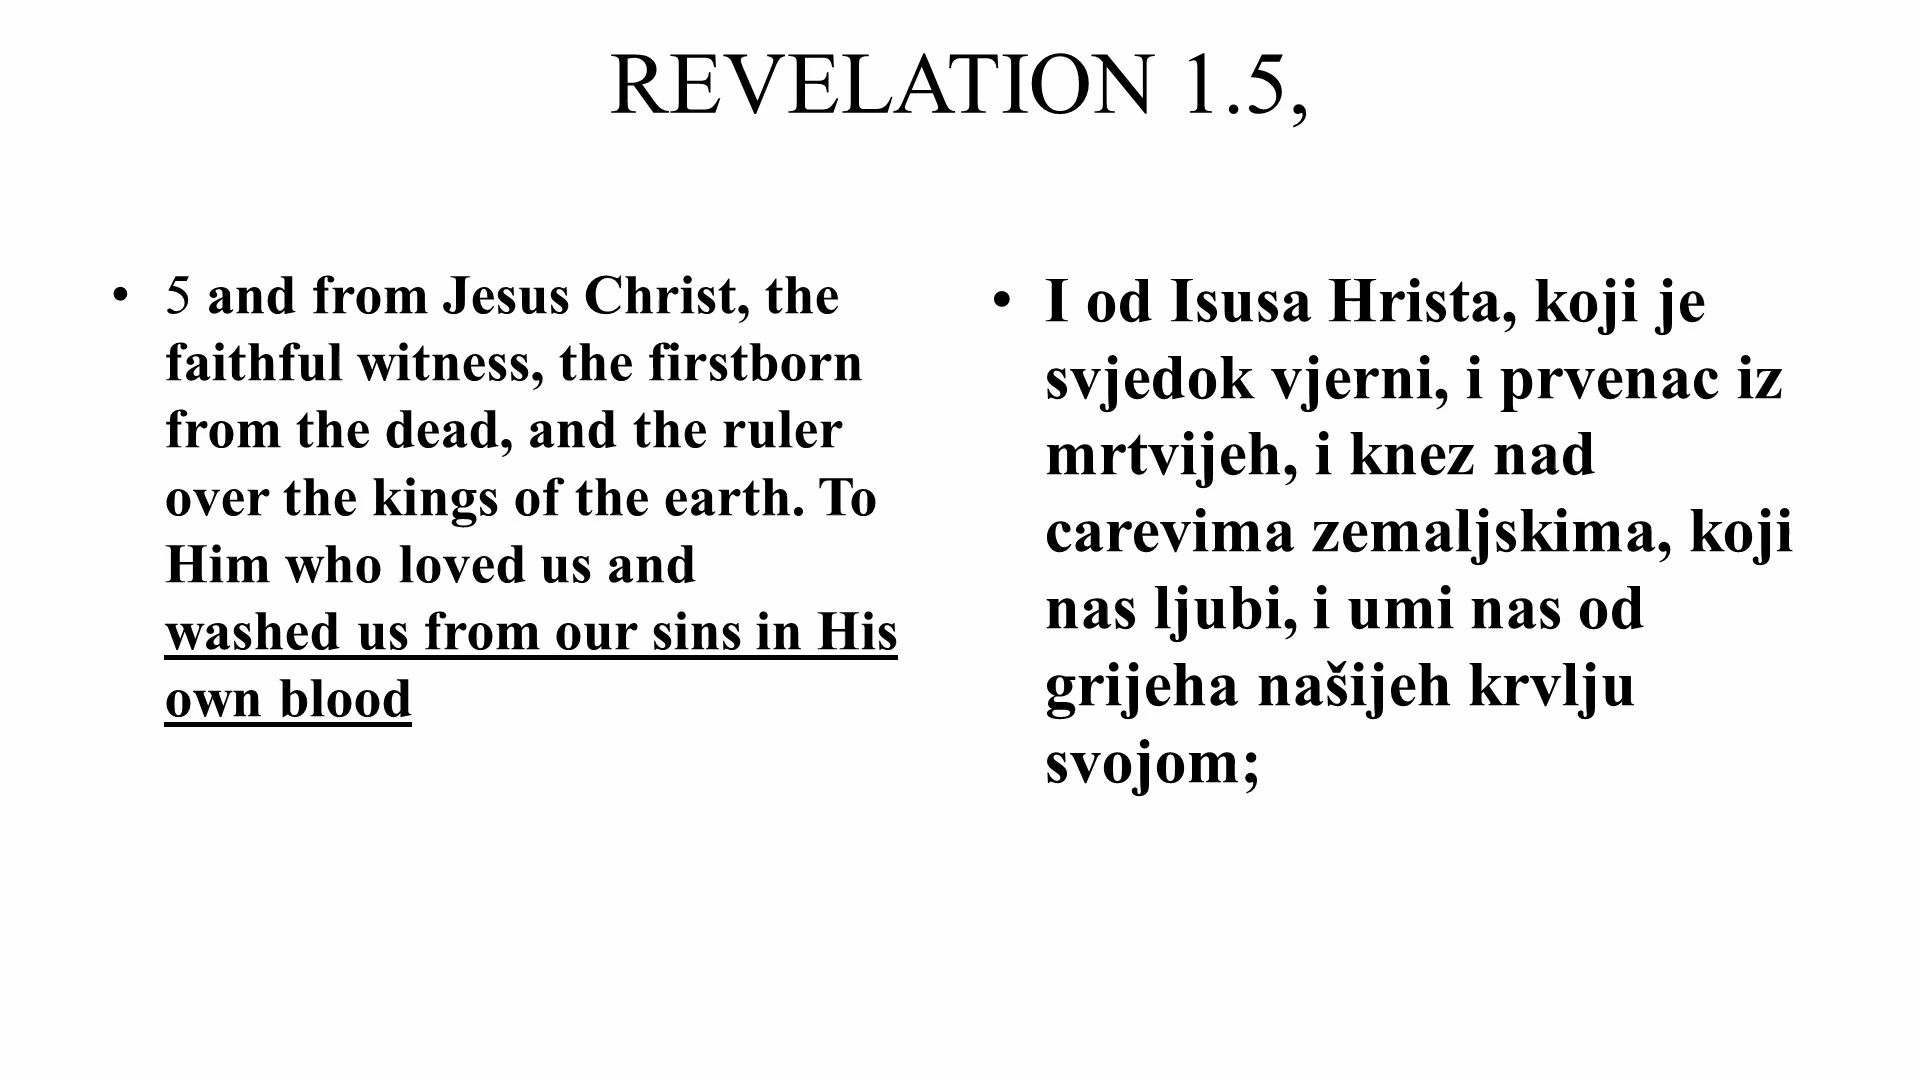 REVELATION 1.5,
• 5 and from Jesus Christ, the
faithful witness, the firstborn
from the dead, and the ruler
over the kings of the earth. To
Him who loved us and
washed us from our sins in His
own blood
• I od Isusa Hrista, koji je
svjedok vjerni, i prvenac iz
mrtvijeh, i knez nad
carevima zemaljskima, koji
nas ljubi, i umi nas od
grijeha našijeh krvlju
svojom;